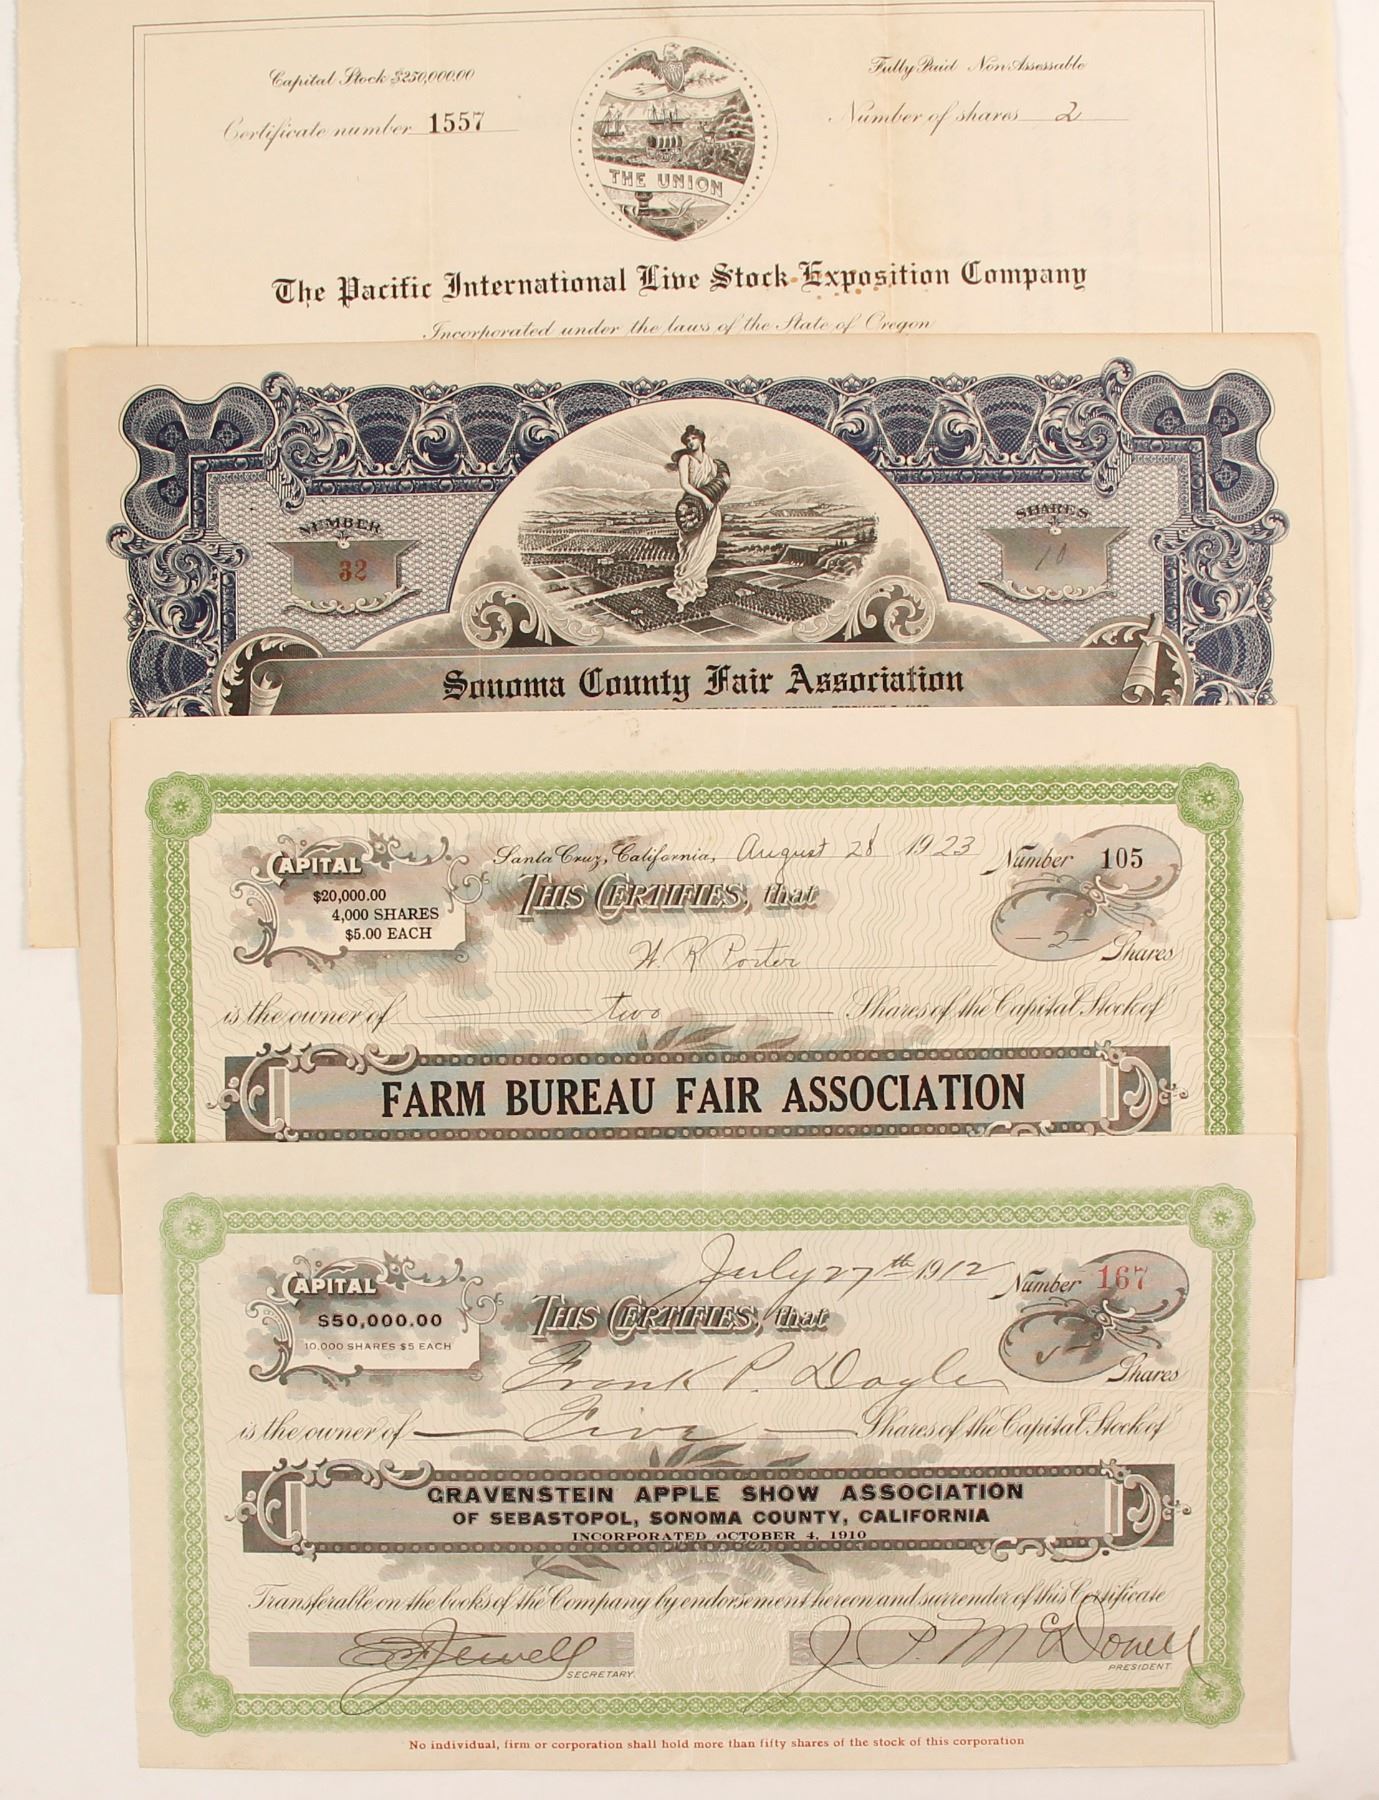 Capital Stock $250,000.00
Fully Paid Non Assessable
Certificate number 1557
Number of shares 2
THE UNION
The Pacific International Live Stock Exposition Company
Incorporated under the laws of the State of Oregon
NUMBER
32
SHARES
10
Sonoma County Fair Association
CAPITAL
$20,000.00
4,000 SHARES
$5.00 EACH
Santa Cruz, California, August 28 1923
Number 105
THIS CERTIFIES, that
W. R Porter
- 2 - Shares
is the owner of two Shares of the Capital Stock of
FARM BUREAU FAIR ASSOCIATION
July 27th 1912
CAPITAL
$50,000.00
10,000 SHARES $5 EACH
Number 167
THIS CERTIFIES, that
Frank P. Doyle
5 Shares
is the owner of Five Shares of the Capital Stock of
GRAVENSTEIN APPLE SHOW ASSOCIATION
OF SEBASTOPOL, SONOMA COUNTY, CALIFORNIA
INCORPORATED OCTOBER 4, 1910
Transferable on the books of the Company by endorsement hereon and surrender of this Certificate
Jewell
SECRETARY.
J. P. McDonell
PRESIDENT.
No individual, firm or corporation shall hold more than fifty shares of the stock of this corporation